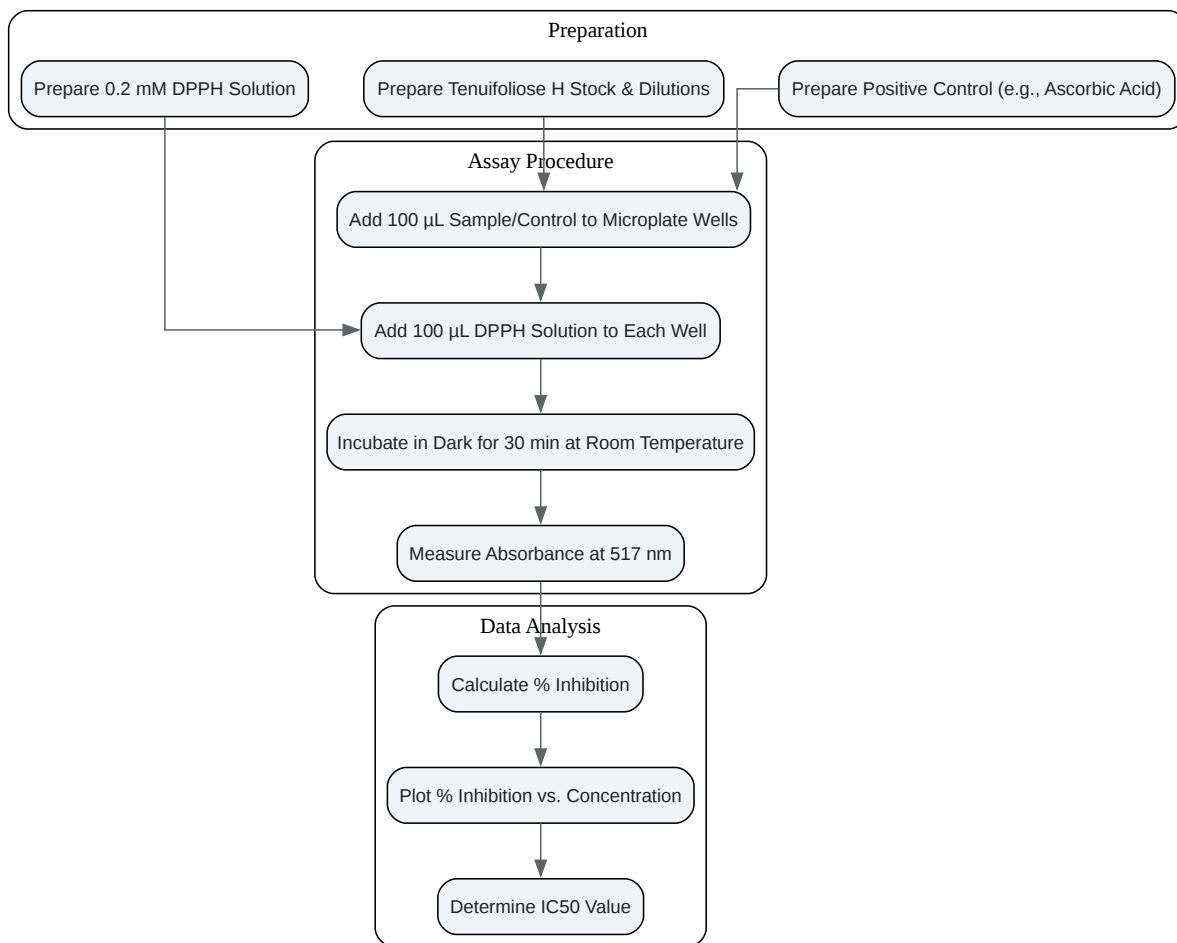 Preparation
Prepare 0.2 mM DPPH Solution
Prepare Tenuifoliose H Stock & Dilutions
Prepare Positive Control (e.g., Ascorbic Acid)
Assay Procedure
Add 100 µL Sample/Control to Microplate Wells
Add 100 µL DPPH Solution to Each Well
Incubate in Dark for 30 min at Room Temperature
Measure Absorbance at 517 nm
Data Analysis
Calculate % Inhibition
Plot % Inhibition vs. Concentration
Determine IC50 Value